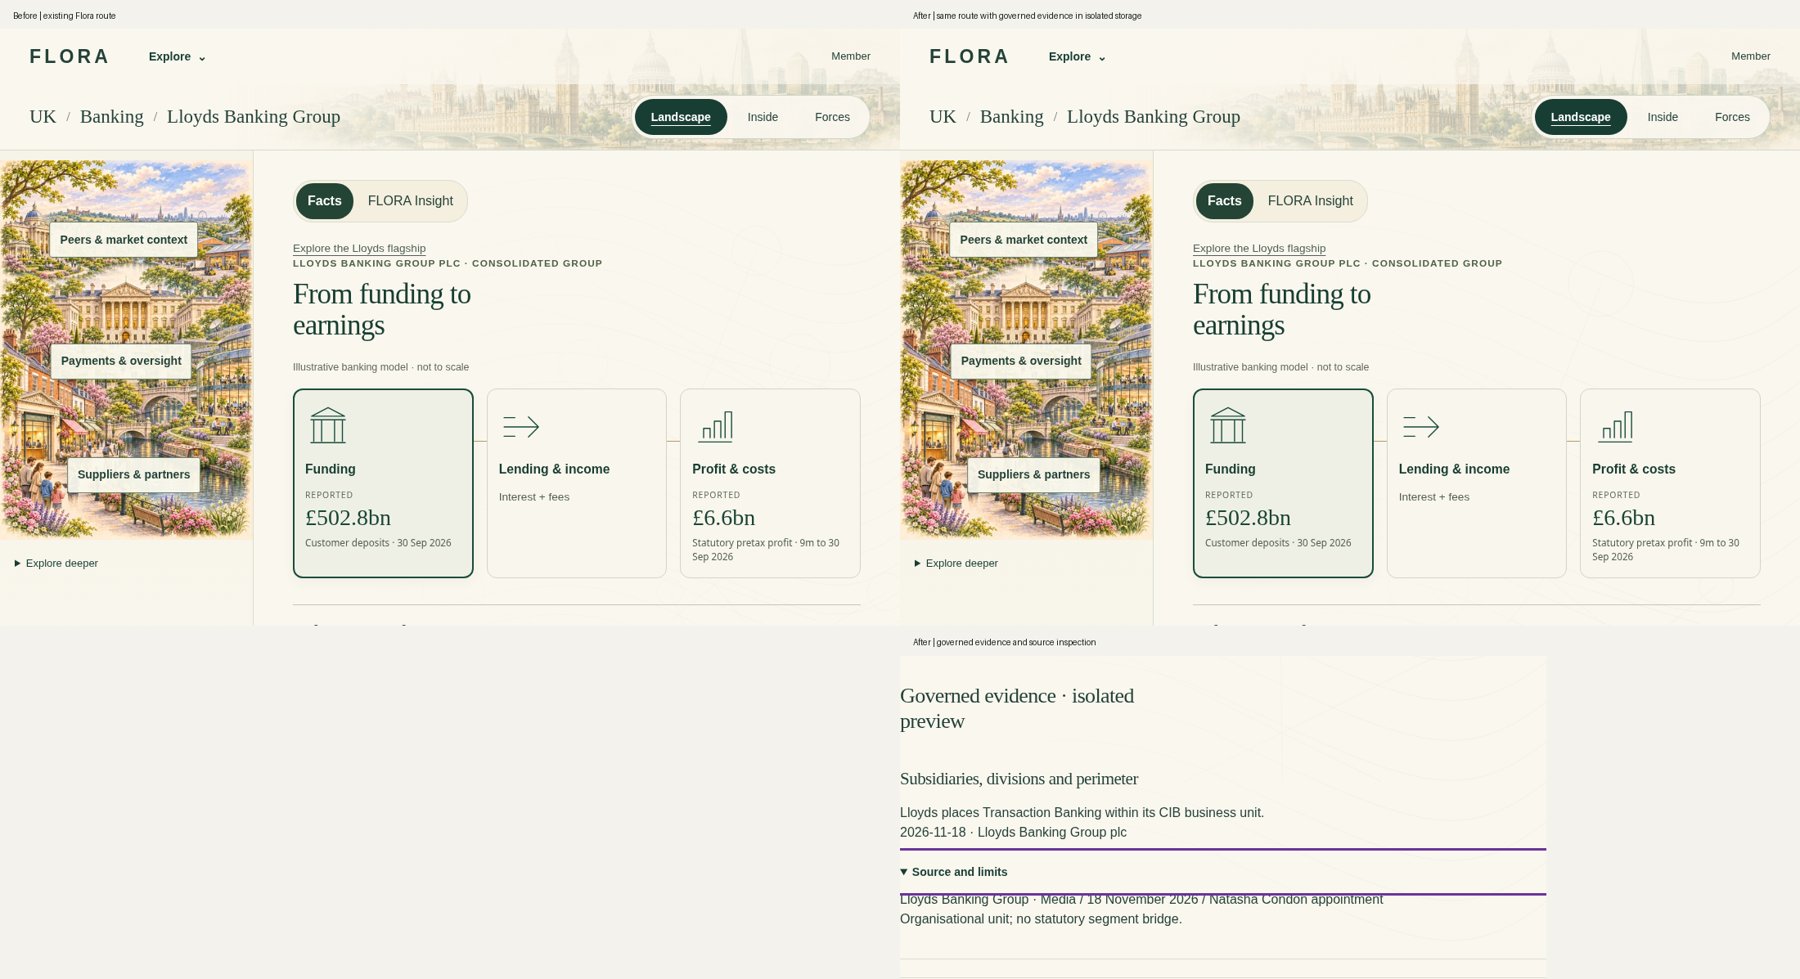 Before | existing Flora route
FLORA
Explore
Member
UK / Banking / Lloyds Banking Group
Landscape
Inside
Forces
Peers & market context
Payments & oversight
Suppliers & partners
Explore deeper
Facts
FLORA Insight
Explore the Lloyds flagship
LLOYDS BANKING GROUP PLC · CONSOLIDATED GROUP
From funding to
earnings
Illustrative banking model · not to scale
Funding
REPORTED
£502.8bn
Customer deposits · 30 Sep 2026
Lending & income
Interest + fees
Profit & costs
REPORTED
£6.6bn
Statutory pretax profit · 9m to 30
Sep 2026
After | same route with governed evidence in isolated storage
FLORA
Explore
Member
UK / Banking / Lloyds Banking Group
Landscape
Inside
Forces
Peers & market context
Payments & oversight
Suppliers & partners
Explore deeper
Facts
FLORA Insight
Explore the Lloyds flagship
LLOYDS BANKING GROUP PLC · CONSOLIDATED GROUP
From funding to
earnings
Illustrative banking model · not to scale
Funding
REPORTED
£502.8bn
Customer deposits · 30 Sep 2026
Lending & income
Interest + fees
Profit & costs
REPORTED
£6.6bn
Statutory pretax profit · 9m to 30
Sep 2026
After | governed evidence and source inspection
Governed evidence · isolated
preview
Subsidiaries, divisions and perimeter
Lloyds places Transaction Banking within its CIB business unit.
2026-11-18 · Lloyds Banking Group plc
Source and limits
Lloyds Banking Group · Media / 18 November 2026 / Natasha Condon appointment
Organisational unit; no statutory segment bridge.